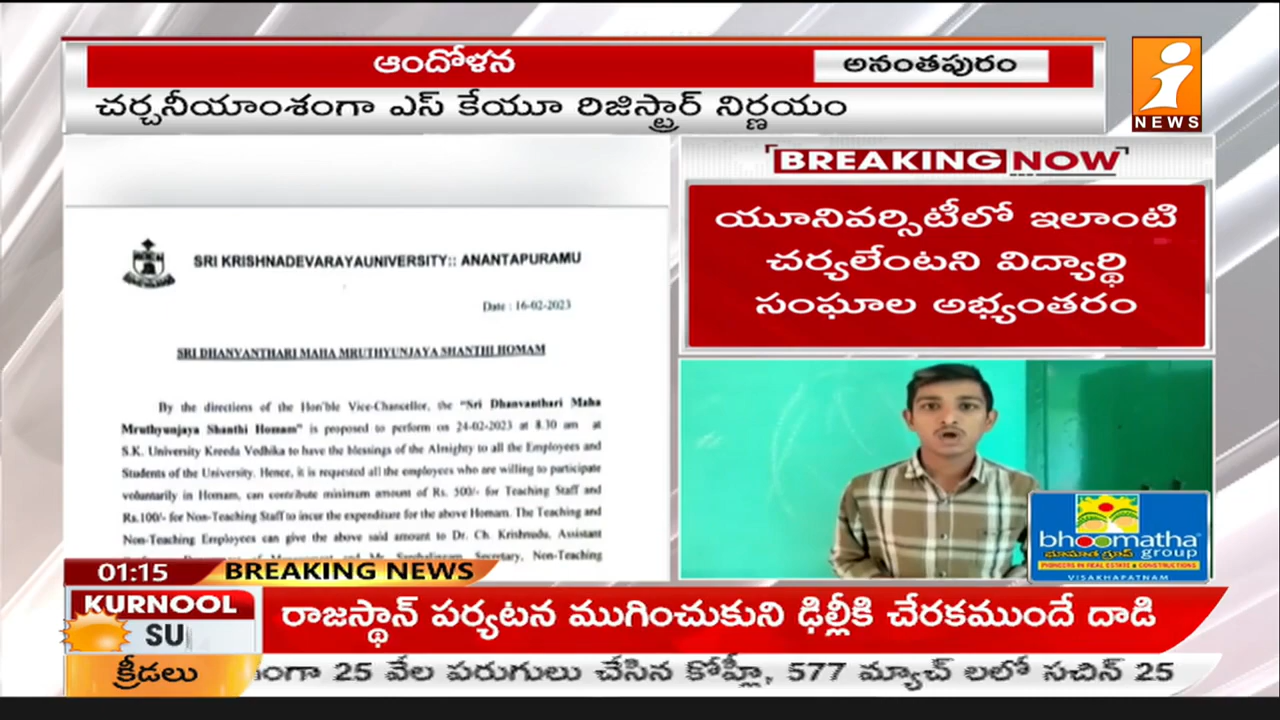 ఆందోళన
అనంతపురం
చర్చనీయాంశంగా ఎస్ కేయూ రిజిస్ట్రార్ నిర్ణయం
i
NEWS
BREAKING NOW
యూనివర్సిటీలో ఇలాంటి
చర్యలేంటని విద్యార్థి
సంఘాల అభ్యంతరం
SRI KRISHNADEVARAYAUNIVERSITY:: ANANTAPURAMU
Date : 16-02-2023
SRI DHANVANTHARI MAHA MRUTHYUNJAYA SHANTHI HOMAM
By the directions of the Hon'ble Vice-Chancellor, the "Sri Dhanvanthari Maha
Mruthyunjaya Shanthi Homam" is proposed to perform on 24-02-2023 at 8.30 am at
S.K. University Kreeda Vedhika to have the blessings of the Almighty to all the Employees and
Students of the University. Hence, it is requested all the employees who are willing to participate
voluntarily in Homam, can contribute minimum amount of Rs. 500/- for Teaching Staff and
Rs.100/- for Non-Teaching Staff to incur the expenditure for the above Homam. The Teaching and
Non-Teaching Employees can give the above said amount to Dr. Ch. Krishnudu, Assistant
Secretary, Non-Teaching
bhoomatha
భూమాత గ్రూప్ group
PIONEERS IN REAL ESTATE & CONSTRUCTIONS
VISAKHAPATNAM
01:15 BREAKING NEWS
KURNOOL
SU
రాజస్థాన్ పర్యటన ముగించుకుని ఢిల్లీకి చేరకముందే దాడి
క్రీడలు
ంగా 25 వేల పరుగులు చేసిన కోహ్లీ, 577 మ్యాచ్ లలో సచిన్ 25